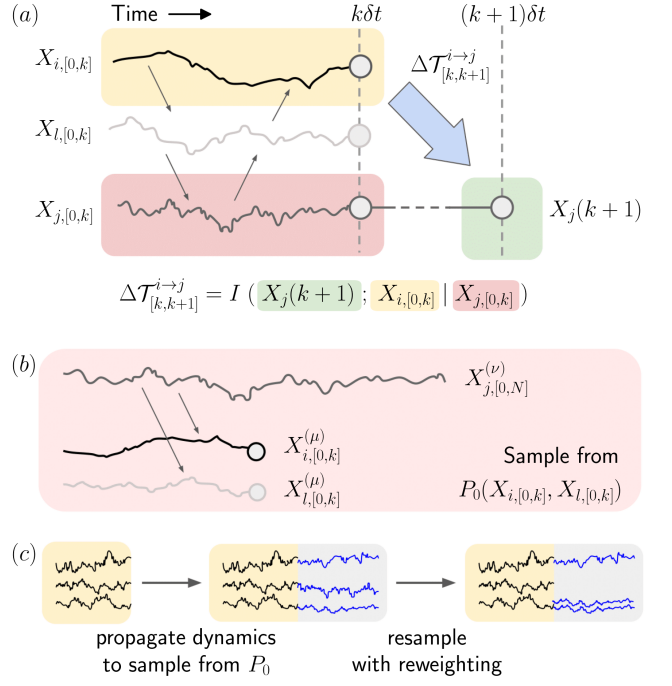 (a) Time ⟶ kδt (k+1)δt
X_{i,[0,k]} Δ𝒯^{i→j}_{[k,k+1]}
X_{l,[0,k]}
X_{j,[0,k]} X_j(k+1)
Δ𝒯^{i→j}_{[k,k+1]} = I ( X_j(k+1) ; X_{i,[0,k]} | X_{j,[0,k]} )
(b) X^{(ν)}_{j,[0,N]}
X^{(μ)}_{i,[0,k]} Sample from
X^{(μ)}_{l,[0,k]} P_0(X_{i,[0,k]}, X_{l,[0,k]})
(c)
propagate dynamics
to sample from P_0
resample
with reweighting